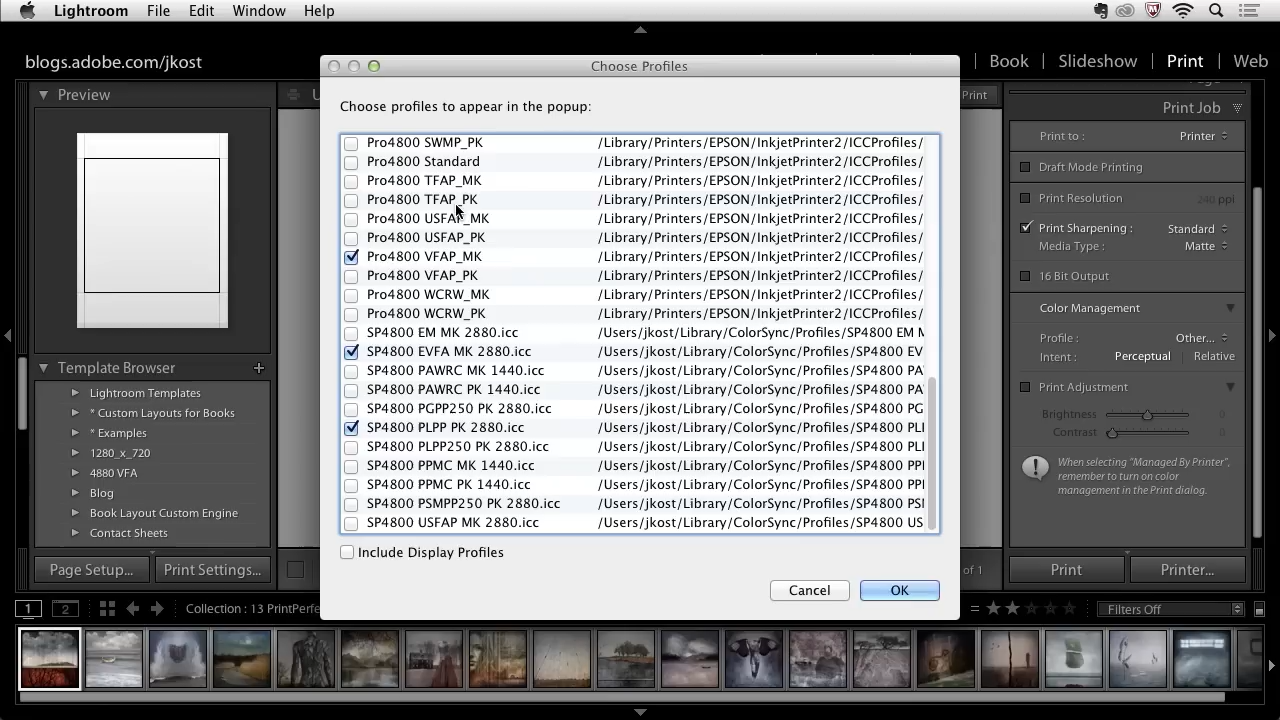 Lightroom File Edit Window Help
blogs.adobe.com/jkost
Book | Slideshow | Print | Web
Preview
Template Browser
Lightroom Templates
* Custom Layouts for Books
* Examples
1280_x_720
4880 VFA
Blog
Book Layout Custom Engine
Contact Sheets
Page Setup... Print Settings...
Choose Profiles
Choose profiles to appear in the popup:
Pro4800 SWMP_PK /Library/Printers/EPSON/InkjetPrinter2/ICCProfiles/
Pro4800 Standard /Library/Printers/EPSON/InkjetPrinter2/ICCProfiles/
Pro4800 TFAP_MK /Library/Printers/EPSON/InkjetPrinter2/ICCProfiles/
Pro4800 TFAP_PK /Library/Printers/EPSON/InkjetPrinter2/ICCProfiles/
Pro4800 USFAP_MK /Library/Printers/EPSON/InkjetPrinter2/ICCProfiles/
Pro4800 USFAP_PK /Library/Printers/EPSON/InkjetPrinter2/ICCProfiles/
Pro4800 VFAP_MK /Library/Printers/EPSON/InkjetPrinter2/ICCProfiles/
Pro4800 VFAP_PK /Library/Printers/EPSON/InkjetPrinter2/ICCProfiles/
Pro4800 WCRW_MK /Library/Printers/EPSON/InkjetPrinter2/ICCProfiles/
Pro4800 WCRW_PK /Library/Printers/EPSON/InkjetPrinter2/ICCProfiles/
SP4800 EM MK 2880.icc /Users/jkost/Library/ColorSync/Profiles/SP4800 EM M
SP4800 EVFA MK 2880.icc /Users/jkost/Library/ColorSync/Profiles/SP4800 EV
SP4800 PAWRC MK 1440.icc /Users/jkost/Library/ColorSync/Profiles/SP4800 PA
SP4800 PAWRC PK 1440.icc /Users/jkost/Library/ColorSync/Profiles/SP4800 PA
SP4800 PGPP250 PK 2880.icc /Users/jkost/Library/ColorSync/Profiles/SP4800 PG
SP4800 PLPP PK 2880.icc /Users/jkost/Library/ColorSync/Profiles/SP4800 PLI
SP4800 PLPP250 PK 2880.icc /Users/jkost/Library/ColorSync/Profiles/SP4800 PLI
SP4800 PPMC MK 1440.icc /Users/jkost/Library/ColorSync/Profiles/SP4800 PPI
SP4800 PPMC PK 1440.icc /Users/jkost/Library/ColorSync/Profiles/SP4800 PPI
SP4800 PSMPP250 PK 2880.icc /Users/jkost/Library/ColorSync/Profiles/SP4800 PSI
SP4800 USFAP MK 2880.icc /Users/jkost/Library/ColorSync/Profiles/SP4800 US
Include Display Profiles
Cancel OK
Print
Print Job
Print to : Printer
Draft Mode Printing
Print Resolution 240 ppi
Print Sharpening : Standard
Media Type : Matte
16 Bit Output
Color Management
Profile : Other...
Intent : Perceptual | Relative
Print Adjustment
Brightness 0
Contrast 0
When selecting "Managed By Printer", remember to turn on color management in the Print dialog.
of 1
Print Printer...
1 2 Collection : 13 PrintPerfe
Filters Off